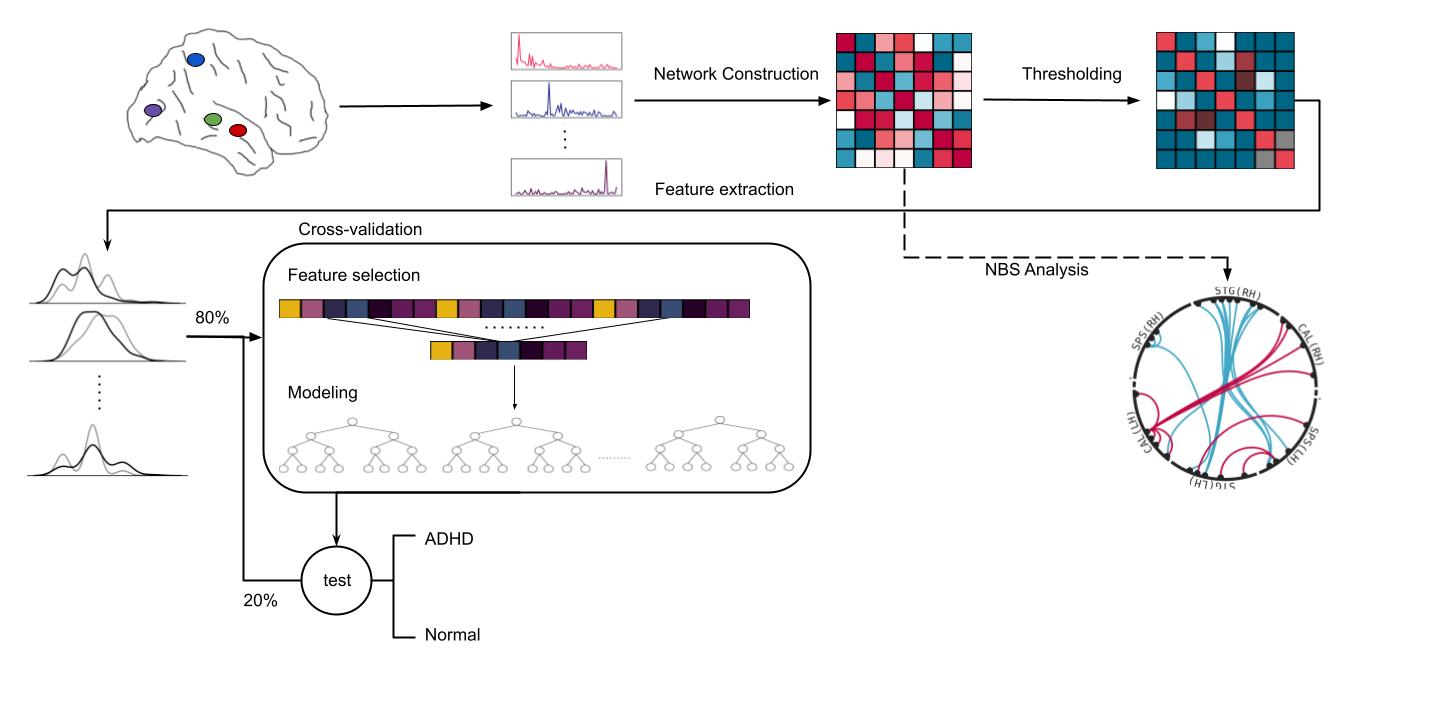 Network Construction
Thresholding
Feature extraction
Cross-validation
Feature selection
80%
Modeling
NBS Analysis
STG(RH)
CAL(RH)
SPS(RH)
SPS(LH)
CAL(LH)
STG(LH)
test
ADHD
20%
Normal